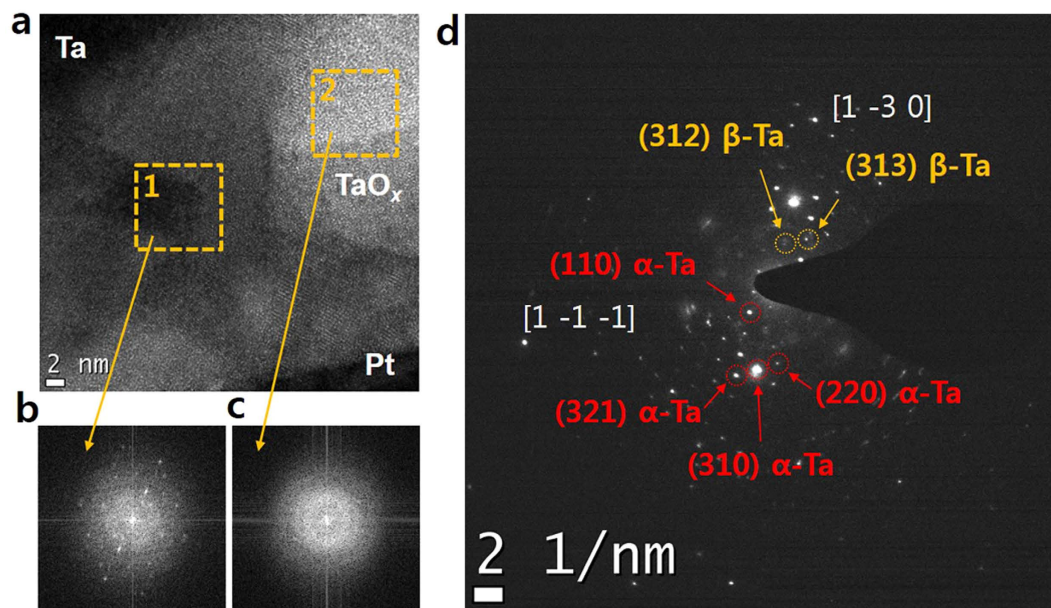 a
Ta
2
TaOₓ
1
2 nm
Pt
b
c
d
[1 -3 0]
(312) β-Ta
(313) β-Ta
(110) α-Ta
[1 -1 -1]
(321) α-Ta
(220) α-Ta
(310) α-Ta
2 1/nm